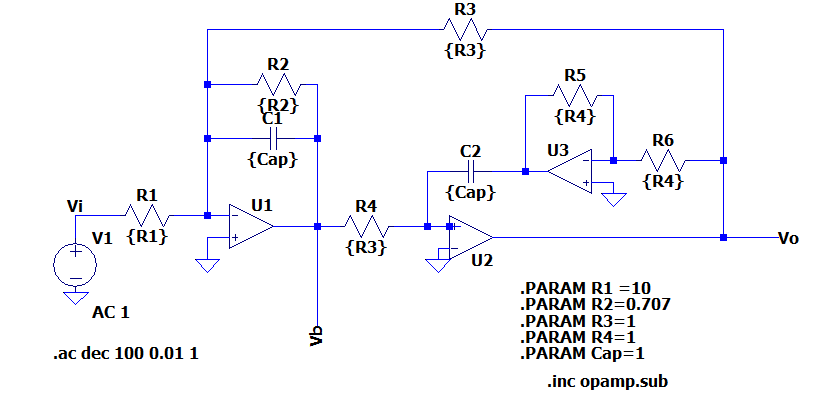 R3
{R3}
R2
{R2}
C1
{Cap}
R5
{R4}
U3
R6
{R4}
C2
{Cap}
Vi
R1
{R1}
V1
U1
R4
{R3}
U2
Vo
AC 1
Vb
.ac dec 100 0.01 1
.PARAM R1 =10
.PARAM R2=0.707
.PARAM R3=1
.PARAM R4=1
.PARAM Cap=1
.inc opamp.sub